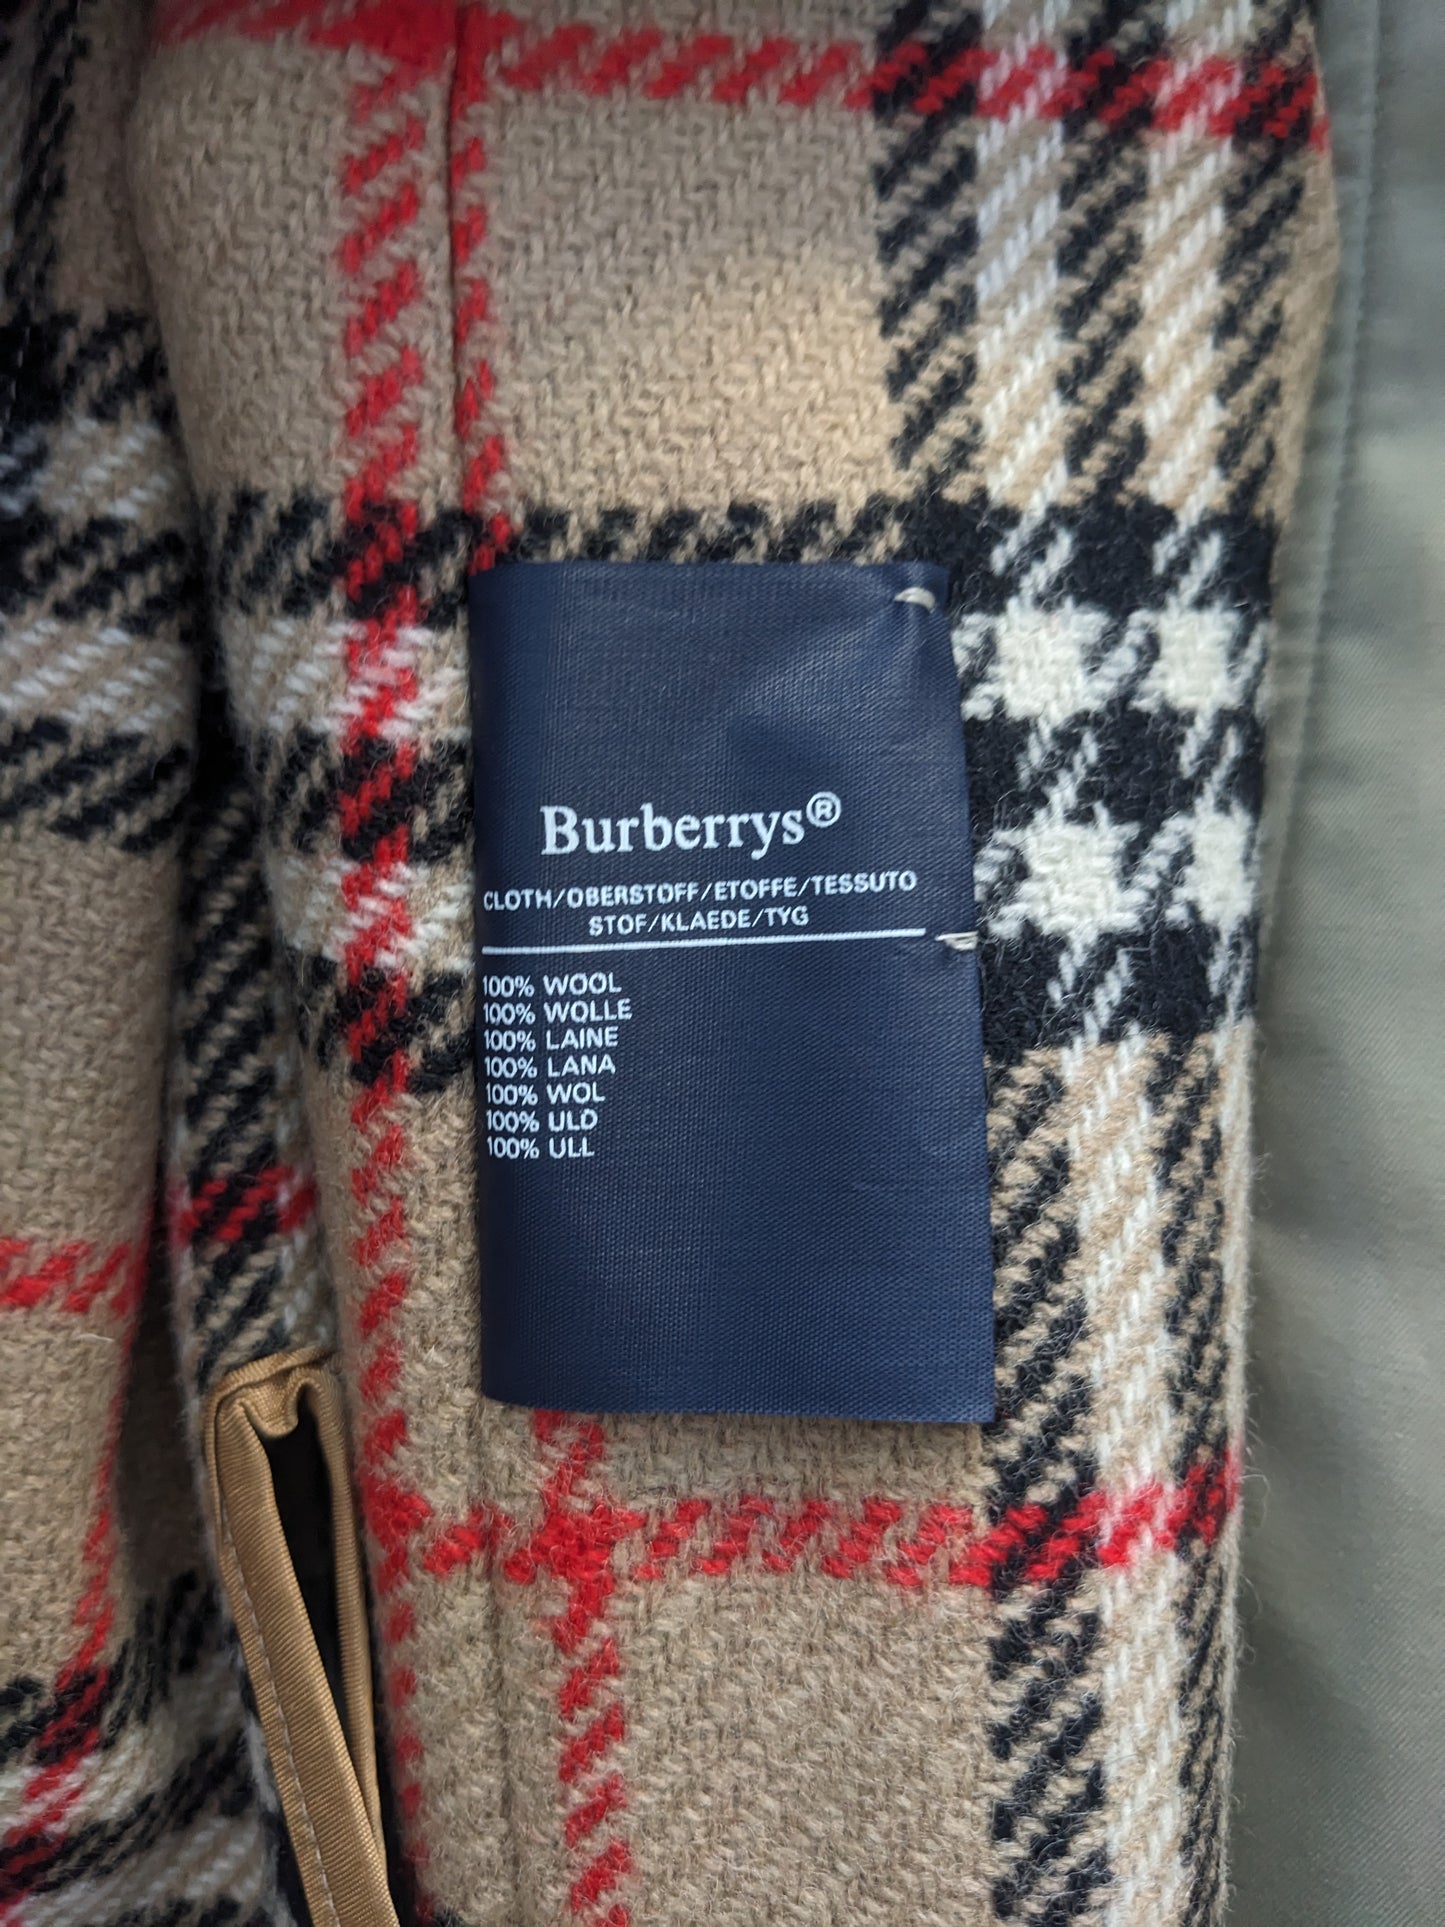 Burberrys®
CLOTH/OBERSTOFF/ETOFFE/TESSUTO
STOF/KLAEDE/TYG
100% WOOL
100% WOLLE
100% LAINE
100% LANA
100% WOL
100% ULD
100% ULL